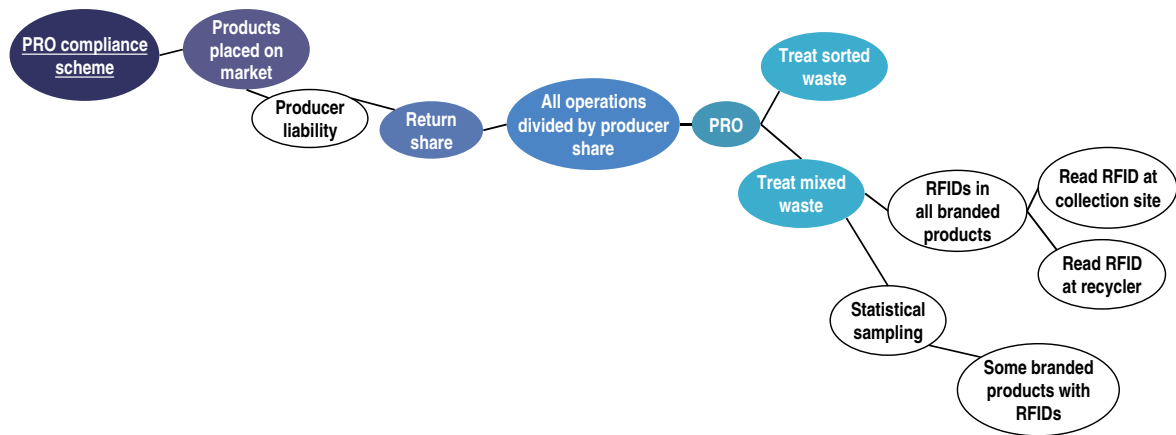 PRO compliance
scheme
Products
placed on
market
Producer
liability
Return
share
All operations
divided by producer
share
PRO
Treat sorted
waste
Treat mixed
waste
RFIDs in
all branded
products
Read RFID at
collection site
Read RFID
at recycler
Statistical
sampling
Some branded
products with
RFIDs